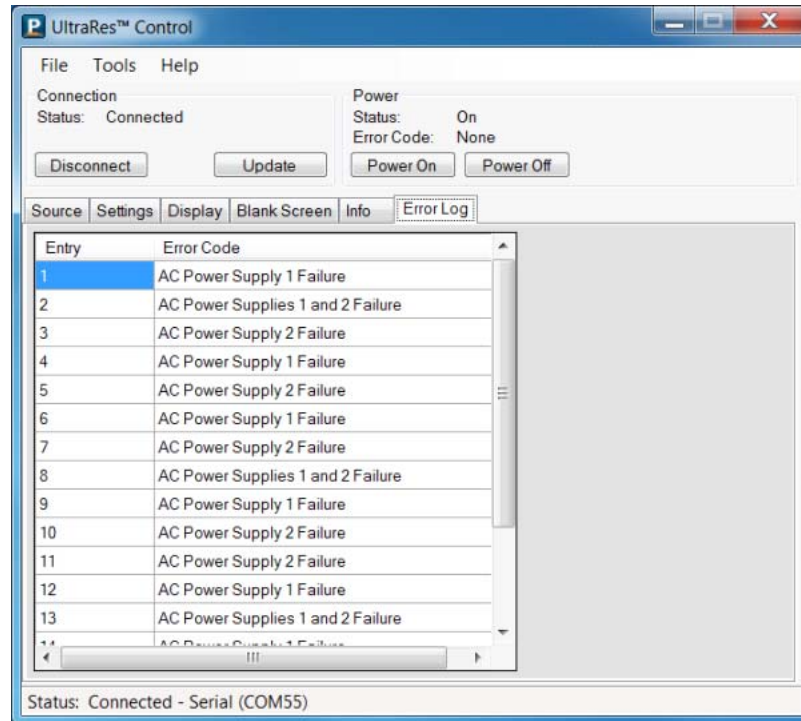 UltraRes™ Control
File Tools Help
Connection
Status: Connected
Disconnect Update
Power
Status: On
Error Code: None
Power On Power Off
Source Settings Display Blank Screen Info Error Log
Entry Error Code
1 AC Power Supply 1 Failure
2 AC Power Supplies 1 and 2 Failure
3 AC Power Supply 2 Failure
4 AC Power Supply 1 Failure
5 AC Power Supply 2 Failure
6 AC Power Supply 1 Failure
7 AC Power Supply 2 Failure
8 AC Power Supplies 1 and 2 Failure
9 AC Power Supply 1 Failure
10 AC Power Supply 2 Failure
11 AC Power Supply 2 Failure
12 AC Power Supply 1 Failure
13 AC Power Supplies 1 and 2 Failure
14 AC Power Supply 1 Failure
Status: Connected - Serial (COM55)